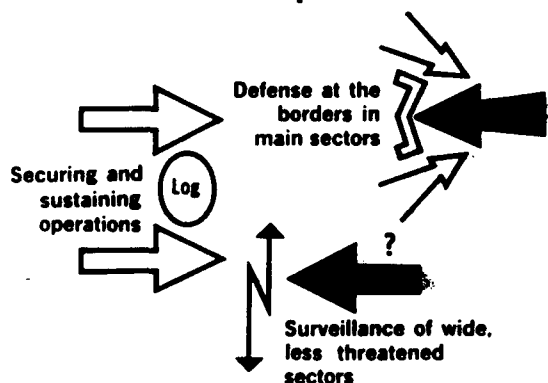 Defense at the
borders in
main sectors
Securing and
sustaining
operations
Log
?
Surveillance of wide,
less threatened
sectors